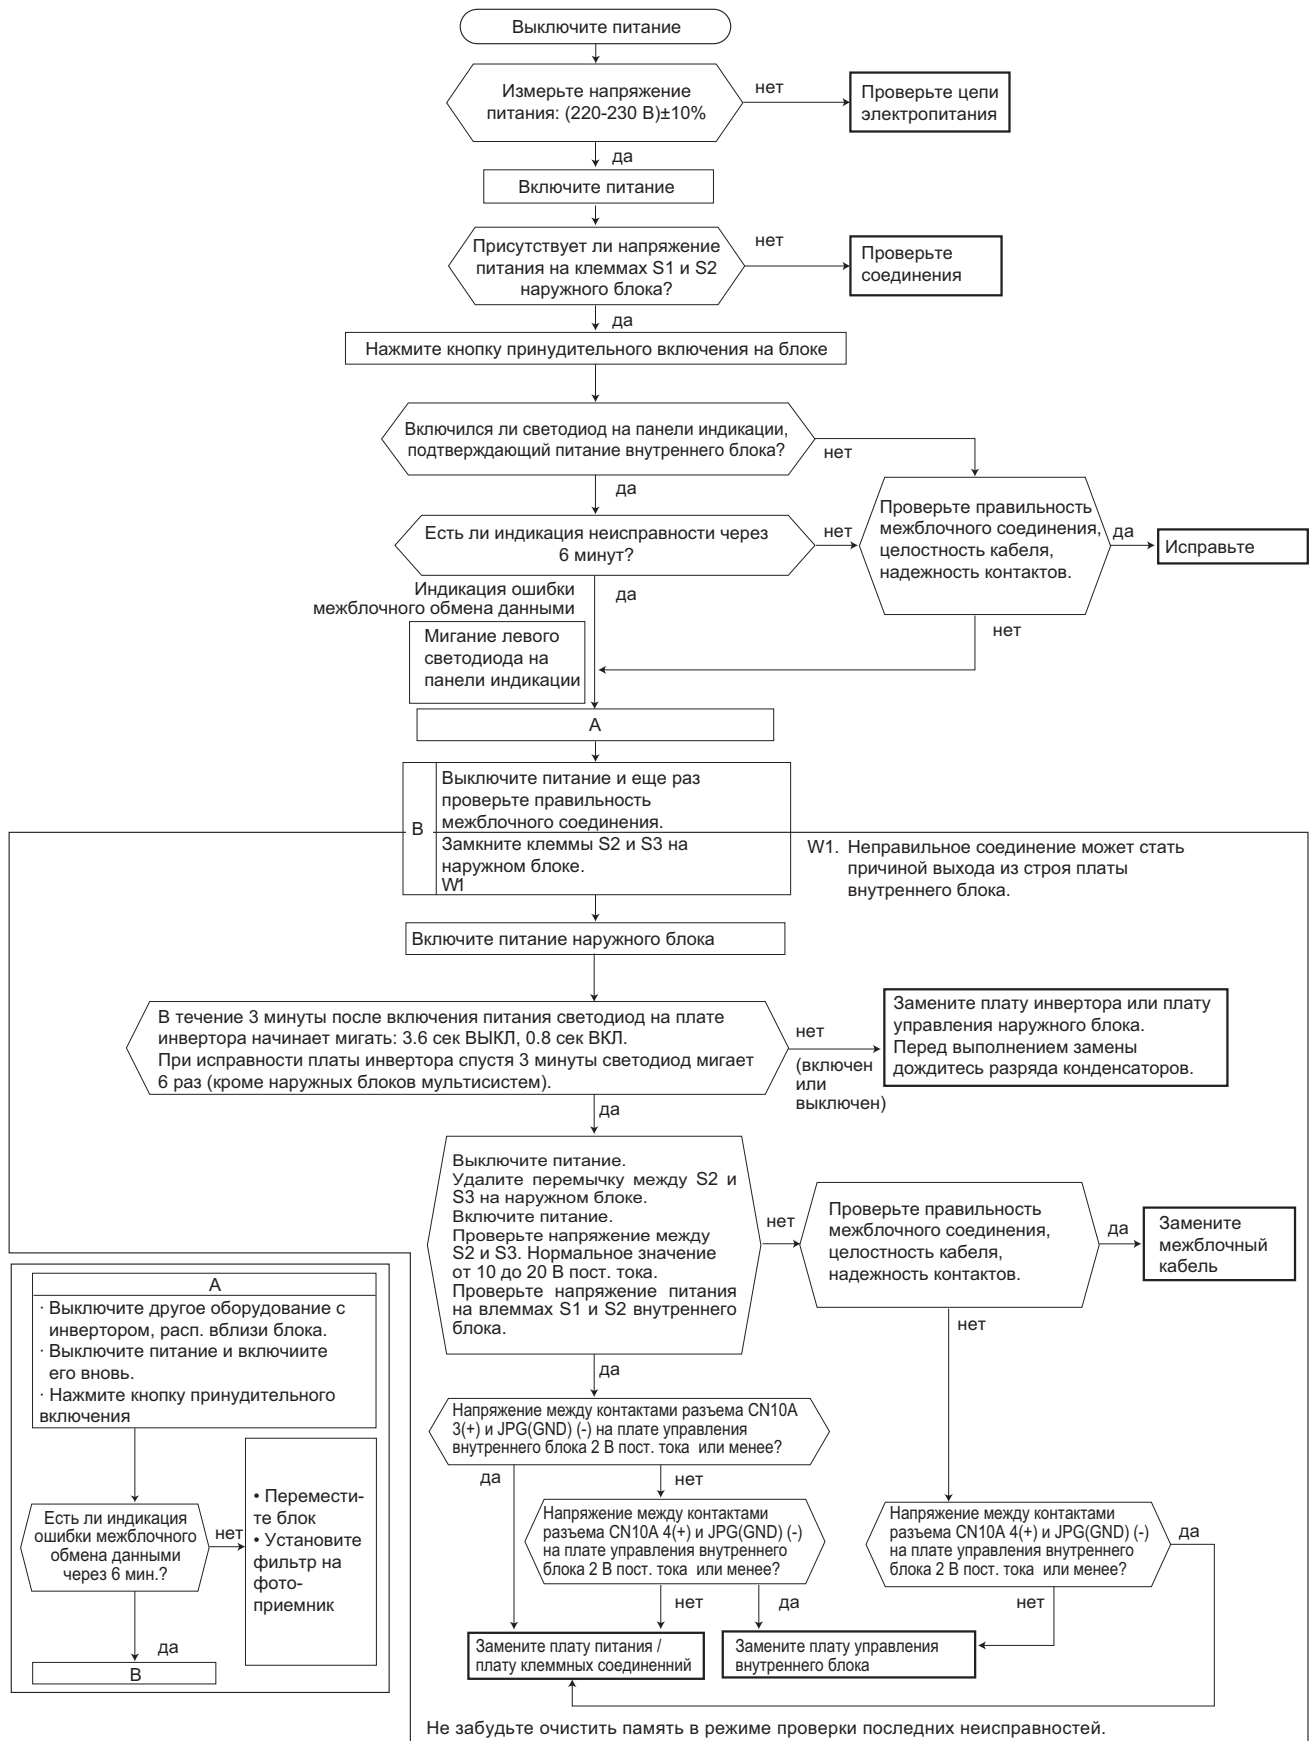 Выключите питание
Измерьте напряжение
питания: (220-230 В)±10%
нет
Проверьте цепи
электропитания
да
Включите питание
Присутствует ли напряжение
питания на клеммах S1 и S2
наружного блока?
нет
Проверьте
соединения
да
Нажмите кнопку принудительного включения на блоке
Включился ли светодиод на панели индикации,
подтверждающий питание внутреннего блока?
нет
да
Есть ли индикация неисправности через
6 минут?
нет
Проверьте правильность
межблочного соединения,
целостность кабеля,
надежность контактов.
да
Исправьте
Индикация ошибки
межблочного обмена данными
да
нет
Мигание левого
светодиода на
панели индикации
A
B
Выключите питание и еще раз
проверьте правильность
межблочного соединения.
Замкните клеммы S2 и S3 на
наружном блоке.
W1
W1. Неправильное соединение может стать
причиной выхода из строя платы
внутреннего блока.
Включите питание наружного блока
В течение 3 минуты после включения питания светодиод на плате
инвертора начинает мигать: 3.6 сек ВЫКЛ, 0.8 сек ВКЛ.
При исправности платы инвертора спустя 3 минуты светодиод мигает
6 раз (кроме наружных блоков мультисистем).
нет
(включен
или
выключен)
Замените плату инвертора или плату
управления наружного блока.
Перед выполнением замены
дождитесь разряда конденсаторов.
да
Выключите питание.
Удалите перемычку между S2 и
S3 на наружном блоке.
Включите питание.
Проверьте напряжение между
S2 и S3. Нормальное значение
от 10 до 20 В пост. тока.
Проверьте напряжение питания
на влеммах S1 и S2 внутреннего
блока.
нет
Проверьте правильность
межблочного соединения,
целостность кабеля,
надежность контактов.
да
Замените
межблочный
кабель
нет
да
A
· Выключите другое оборудование с
инвертором, расп. вблизи блока.
· Выключите питание и включиите
его вновь.
· Нажмите кнопку принудительного
включения
Есть ли индикация
ошибки межблочного
обмена данными
через 6 мин.?
нет
• Перемести-
те блок
• Установите
фильтр на
фото-
приемник
да
B
Напряжение между контактами разъема CN10A
3(+) и JPG(GND) (-) на плате управления
внутреннего блока 2 В пост. тока или менее?
да
нет
Напряжение между контактами
разъема CN10A 4(+) и JPG(GND) (-)
на плате управления внутреннего
блока 2 В пост. тока или менее?
нет
да
Напряжение между контактами
разъема CN10A 4(+) и JPG(GND) (-)
на плате управления внутреннего
блока 2 В пост. тока или менее?
да
нет
Замените плату питания /
плату клеммных соединенний
Замените плату управления
внутреннего блока
Не забудьте очистить память в режиме проверки последних неисправностей.